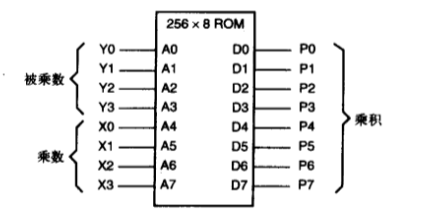 256 × 8 ROM
Y0 A0 D0 P0
Y1 A1 D1 P1
被乘数
Y2 A2 D2 P2
Y3 A3 D3 P3
X0 A4 D4 P4
乘积
乘数
X1 A5 D5 P5
X2 A6 D6 P6
X3 A7 D7 P7